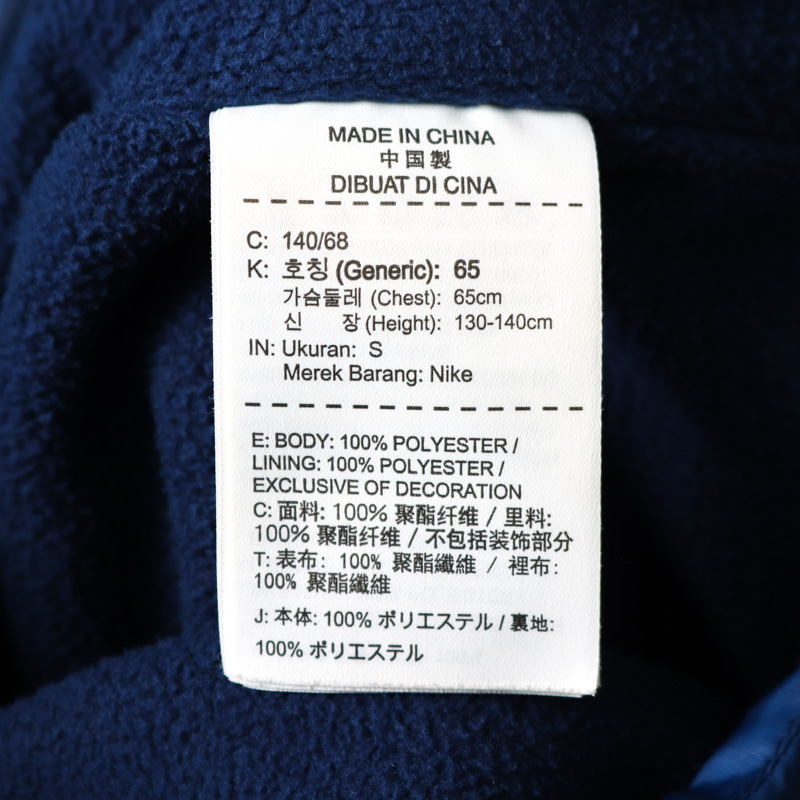 MADE IN CHINA
中国製
DIBUAT DI CINA
C: 140/68
K: 호칭 (Generic): 65
가슴둘레 (Chest): 65cm
신 장 (Height): 130-140cm
IN: Ukuran: S
Merek Barang: Nike
E: BODY: 100% POLYESTER /
LINING: 100% POLYESTER /
EXCLUSIVE OF DECORATION
C: 面料: 100% 聚酯纤维 / 里料:
100% 聚酯纤维 / 不包括装饰部分
T: 表布: 100% 聚酯纖維 / 裡布:
100% 聚酯纖維
J: 本体: 100% ポリエステル / 裏地:
100% ポリエステル